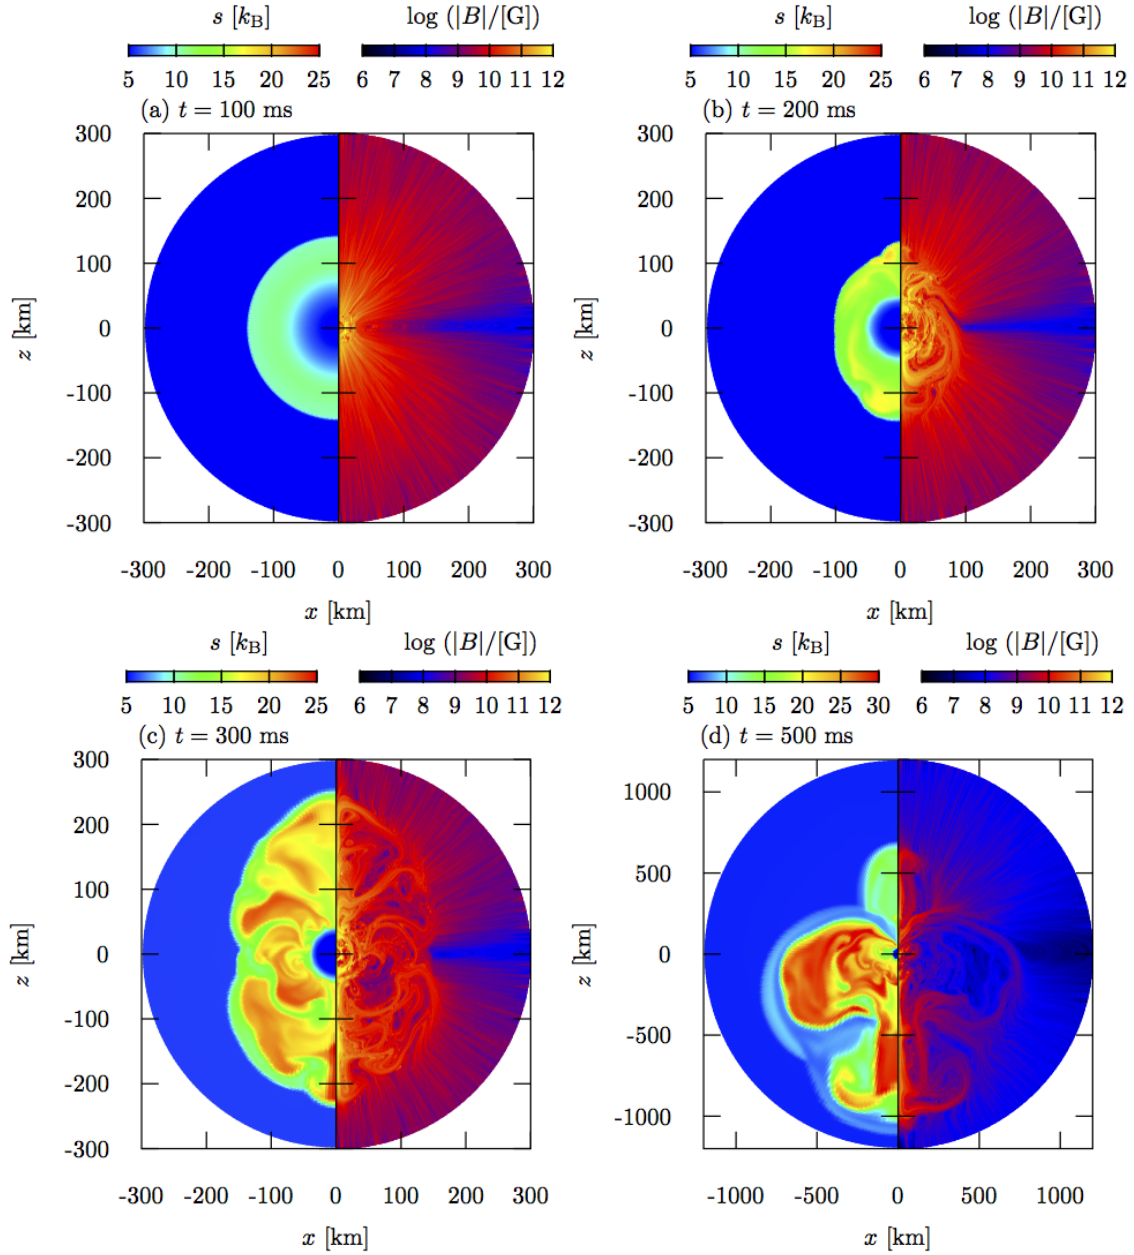 s [kB] log (|B|/[G]) s [kB] log (|B|/[G])
5 10 15 20 25 6 7 8 9 10 11 12 5 10 15 20 25 6 7 8 9 10 11 12
(a) t = 100 ms (b) t = 200 ms
300 300
200 200
100 100
z [km] 0 z [km] 0
-100 -100
-200 -200
-300 -300
-300 -200 -100 0 100 200 300 -300 -200 -100 0 100 200 300
x [km] x [km]
s [kB] log (|B|/[G]) s [kB] log (|B|/[G])
5 10 15 20 25 6 7 8 9 10 11 12 5 10 15 20 25 30 6 7 8 9 10 11 12
(c) t = 300 ms (d) t = 500 ms
300
200 1000
100 500
z [km] 0 z [km] 0
-100 -500
-200 -1000
-300
-300 -200 -100 0 100 200 300 -1000 -500 0 500 1000
x [km] x [km]